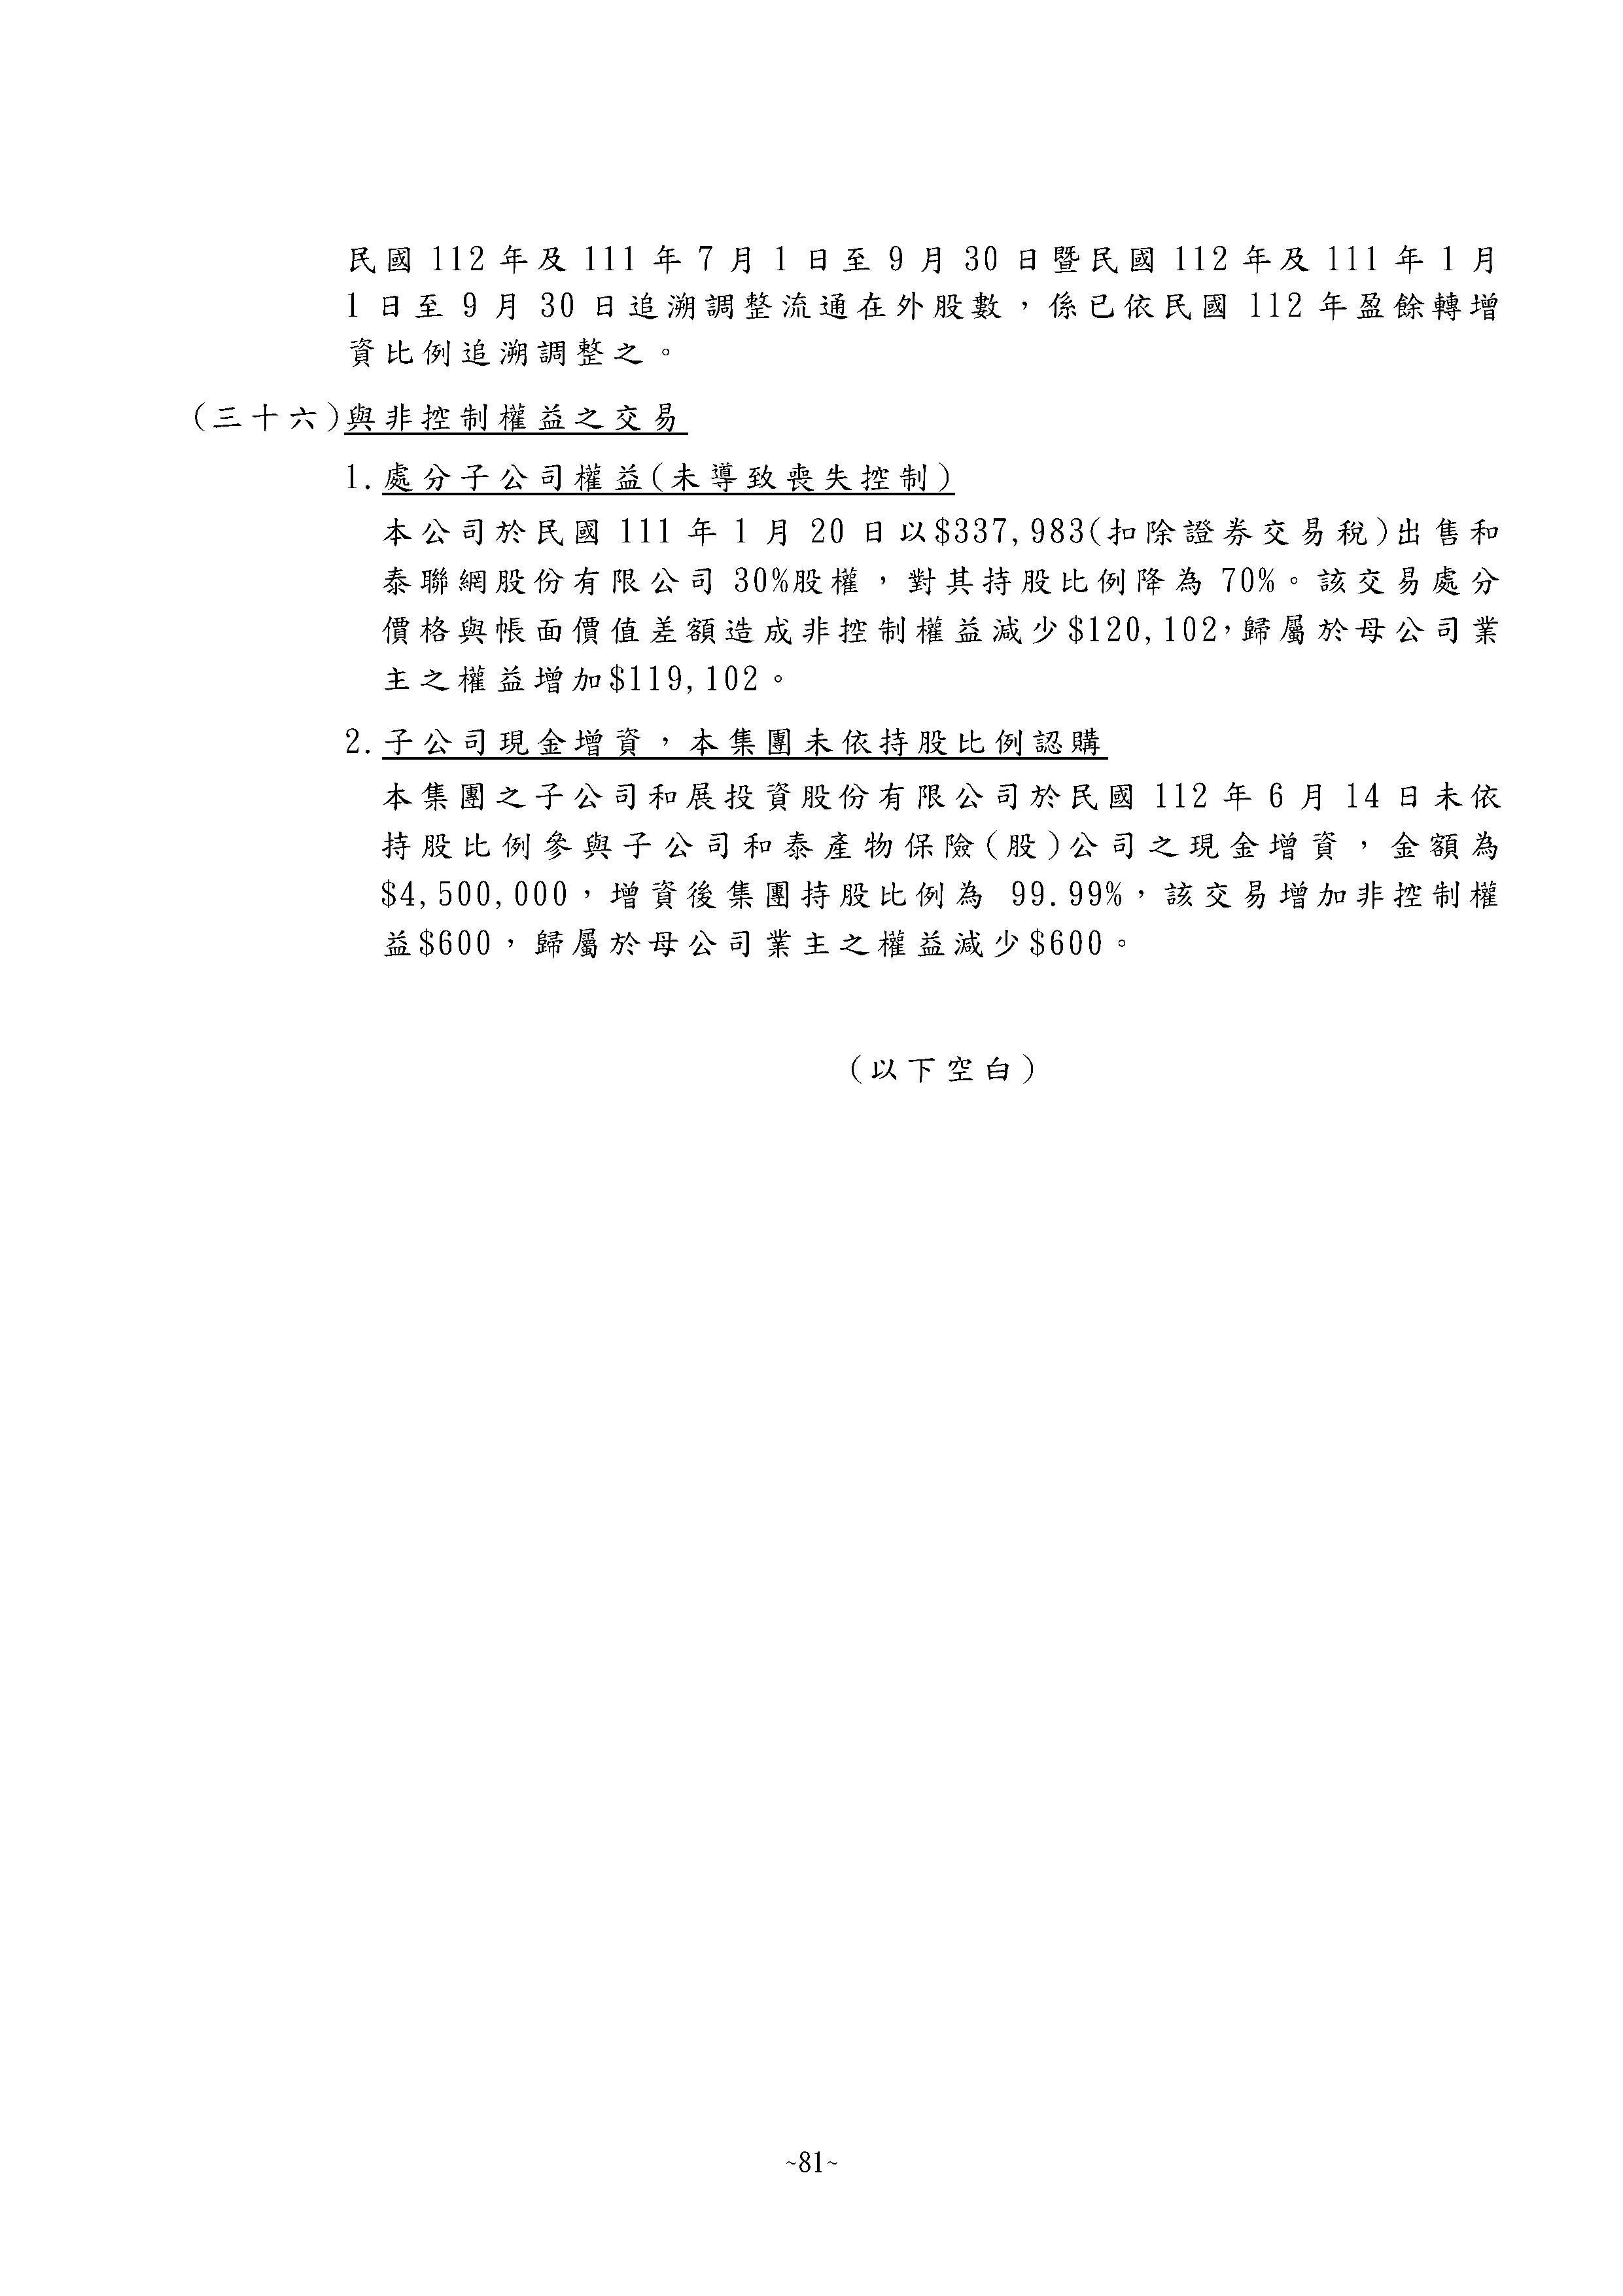 民國 112 年及 111 年 7 月 1 日至 9 月 30 日暨民國 112 年及 111 年 1 月
1 日至 9 月 30 日追溯調整流通在外股數，係已依民國 112 年盈餘轉增
資比例追溯調整之。
(三十六)與非控制權益之交易
1.處分子公司權益(未導致喪失控制)
本公司於民國 111 年 1 月 20 日以$337,983(扣除證券交易稅)出售和
泰聯網股份有限公司 30%股權，對其持股比例降為 70%。該交易處分
價格與帳面價值差額造成非控制權益減少$120,102，歸屬於母公司業
主之權益增加$119,102。
2.子公司現金增資，本集團未依持股比例認購
本集團之子公司和展投資股份有限公司於民國 112 年 6 月 14 日未依
持股比例參與子公司和泰產物保險(股)公司之現金增資，金額為
$4,500,000，增資後集團持股比例為 99.99%，該交易增加非控制權
益$600，歸屬於母公司業主之權益減少$600。
(以下空白)
~81~